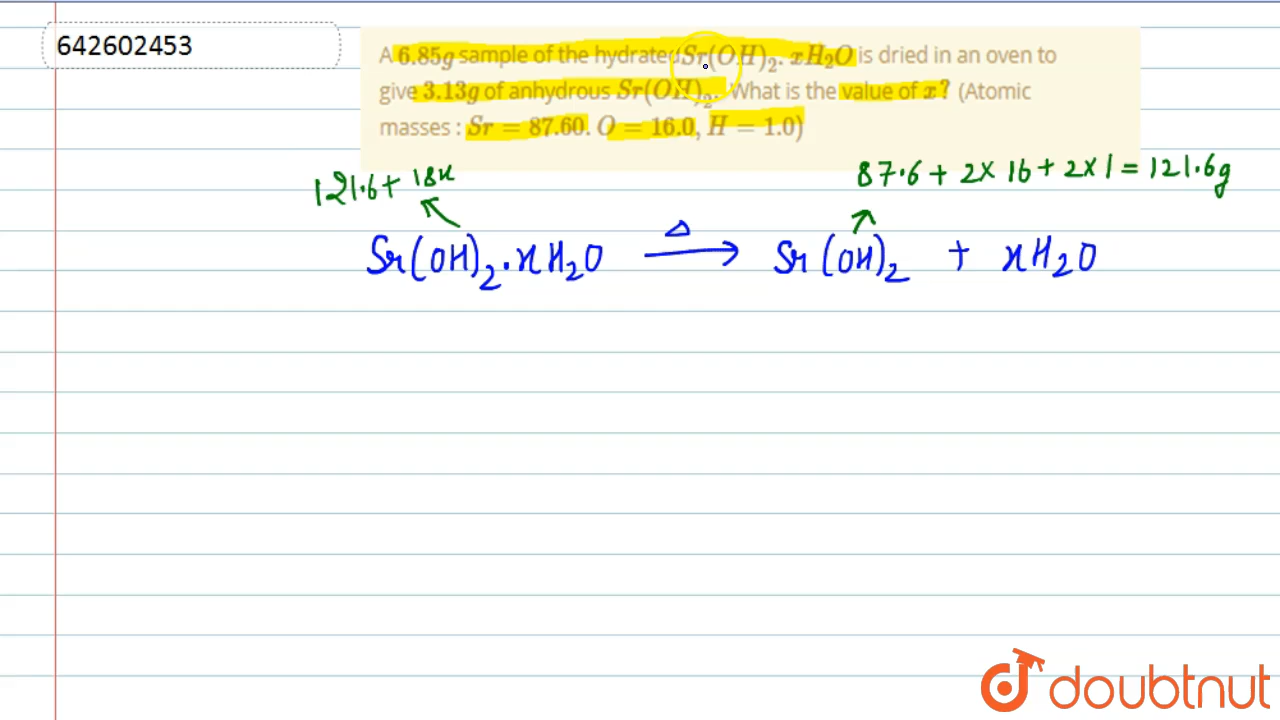 642602453
A 6.85g sample of the hydrated Sr(OH)₂. xH₂O is dried in an oven to
give 3.13g of anhydrous Sr(OH)₂. What is the value of x? (Atomic
masses : Sr = 87.60. O = 16.0, H = 1.0)
121.6+18x
87.6+2×16+2×1=121.6g
Δ
Sr(OH)₂.xH₂O → Sr(OH)₂ + xH₂O
doubtnut